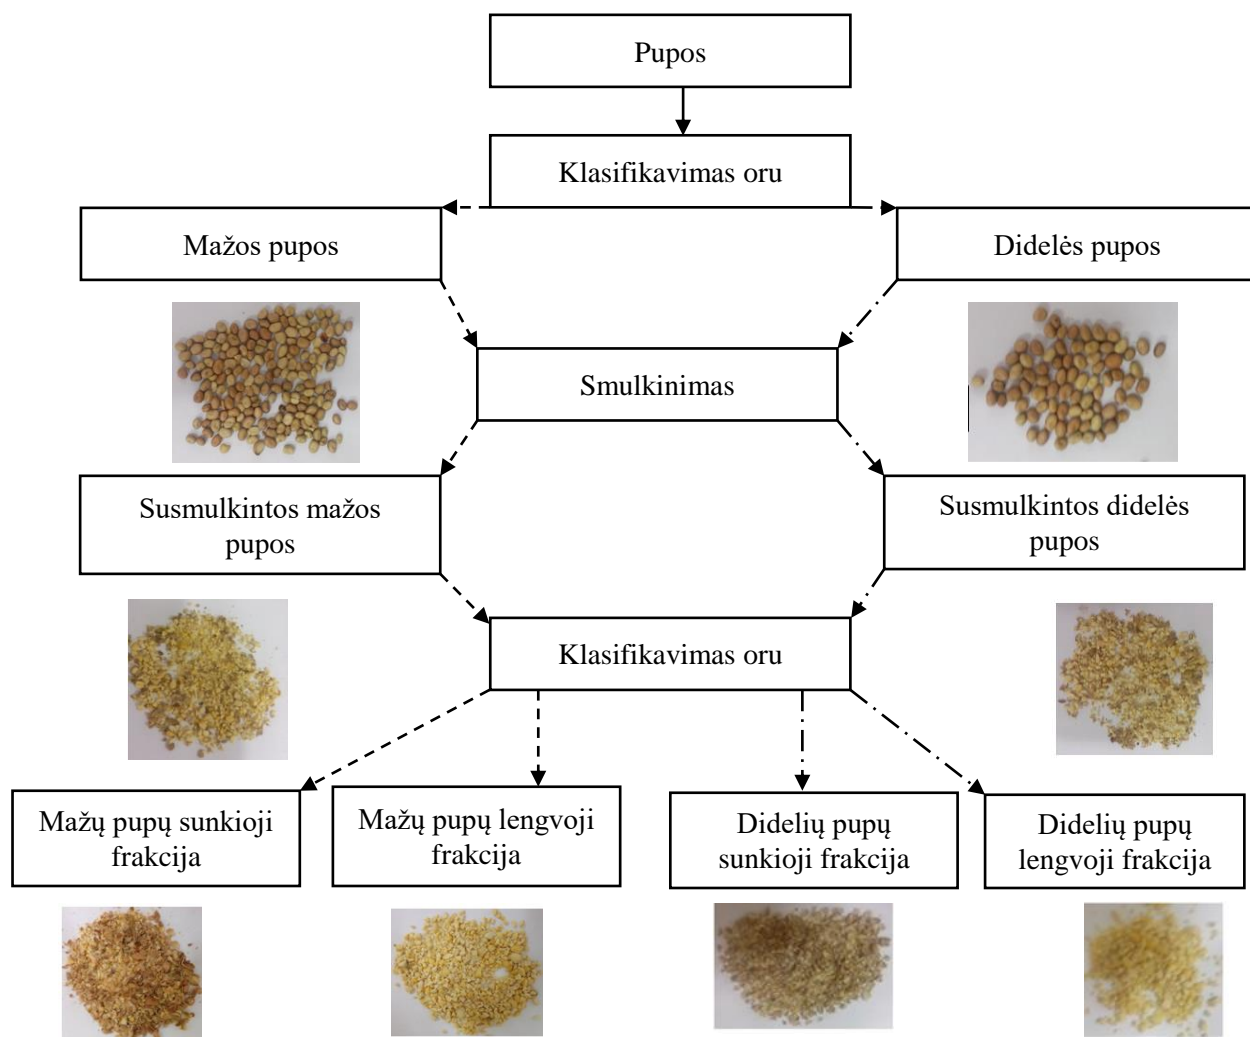 Pupos
Klasifikavimas oru
Mažos pupos
Didelės pupos
Smulkinimas
Susmulkintos mažos
pupos
Susmulkintos didelės
pupos
Klasifikavimas oru
Mažų pupų sunkioji
frakcija
Mažų pupų lengvoji
frakcija
Didelių pupų
sunkioji frakcija
Didelių pupų
lengvoji frakcija